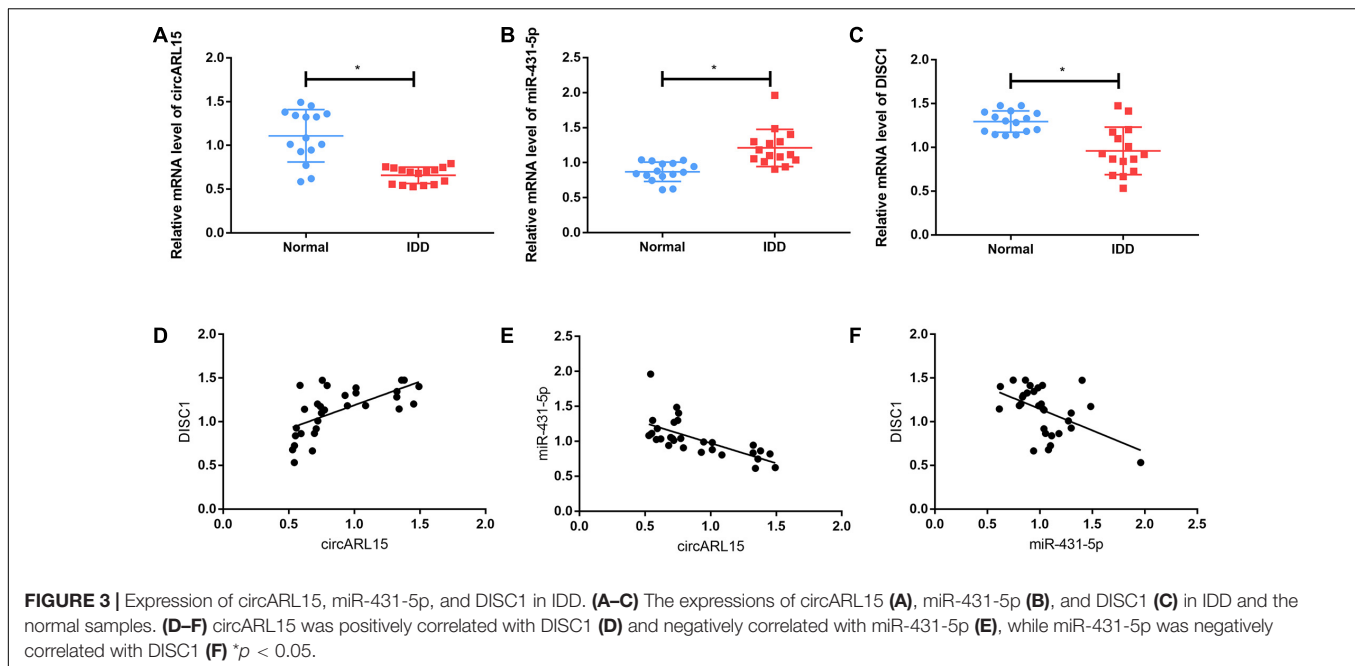 A
Relative mRNA level of circARL15
2.0
1.5
1.0
0.5
0.0
*
Normal
IDD
B
Relative mRNA level of miR-431-5p
2.5
2.0
1.5
1.0
0.5
0.0
*
Normal
IDD
C
Relative mRNA level of DISC1
2.0
1.5
1.0
0.5
0.0
*
Normal
IDD
D
DISC1
2.0
1.5
1.0
0.5
0.0
0.0 0.5 1.0 1.5 2.0
circARL15
E
miR-431-5p
2.5
2.0
1.5
1.0
0.5
0.0
0.0 0.5 1.0 1.5 2.0
circARL15
F
DISC1
2.0
1.5
1.0
0.5
0.0
0.0 0.5 1.0 1.5 2.0 2.5
miR-431-5p
FIGURE 3 | Expression of circARL15, miR-431-5p, and DISC1 in IDD. (A–C) The expressions of circARL15 (A), miR-431-5p (B), and DISC1 (C) in IDD and the
normal samples. (D–F) circARL15 was positively correlated with DISC1 (D) and negatively correlated with miR-431-5p (E), while miR-431-5p was negatively
correlated with DISC1 (F) *p < 0.05.